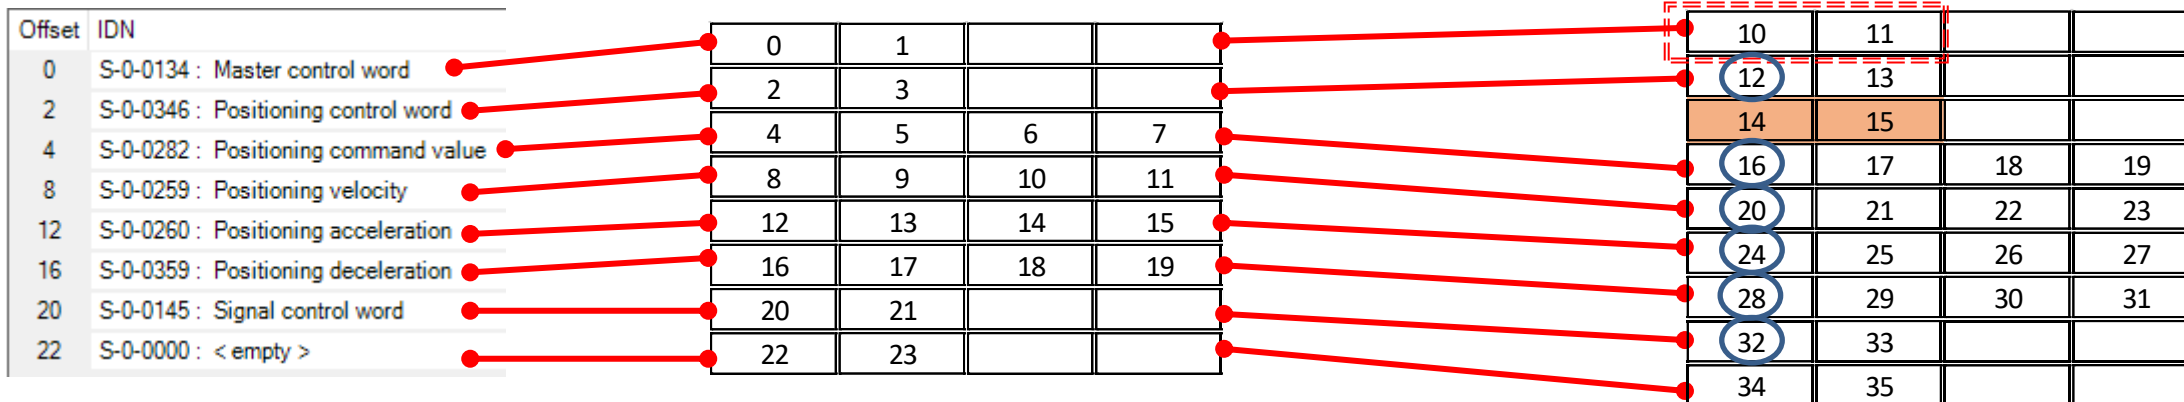 Offset IDN
0 S-0-0134 : Master control word
2 S-0-0346 : Positioning control word
4 S-0-0282 : Positioning command value
8 S-0-0259 : Positioning velocity
12 S-0-0260 : Positioning acceleration
16 S-0-0359 : Positioning deceleration
20 S-0-0145 : Signal control word
22 S-0-0000 : < empty >
0 1
2 3
4 5 6 7
8 9 10 11
12 13 14 15
16 17 18 19
20 21
22 23
10 11
12 13
14 15
16 17 18 19
20 21 22 23
24 25 26 27
28 29 30 31
32 33
34 35